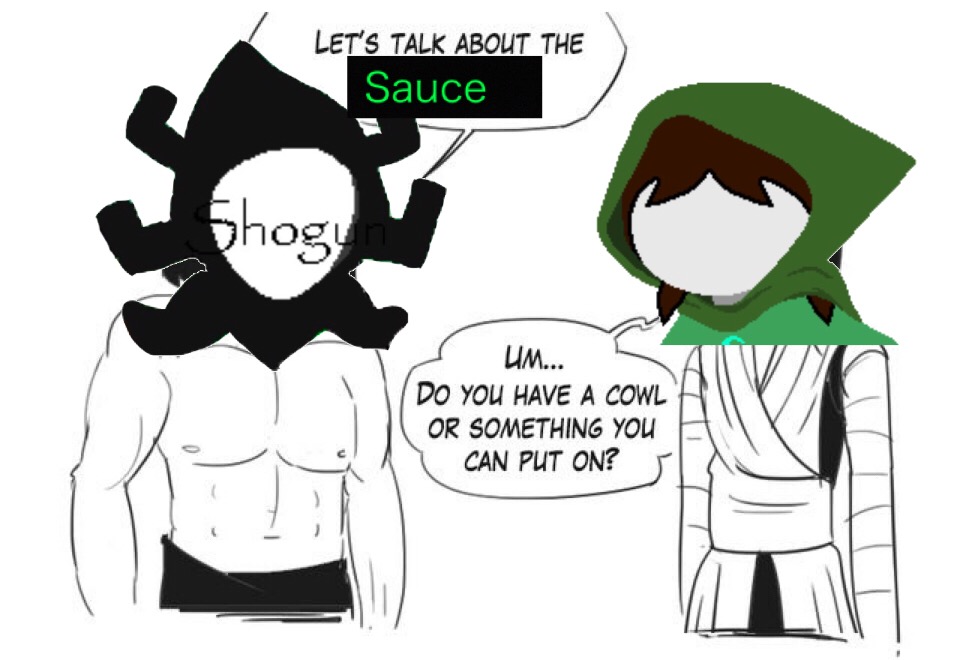 LET'S TALK ABOUT THE
Sauce
Shogun
UM...
DO YOU HAVE A COWL
OR SOMETHING YOU
CAN PUT ON?